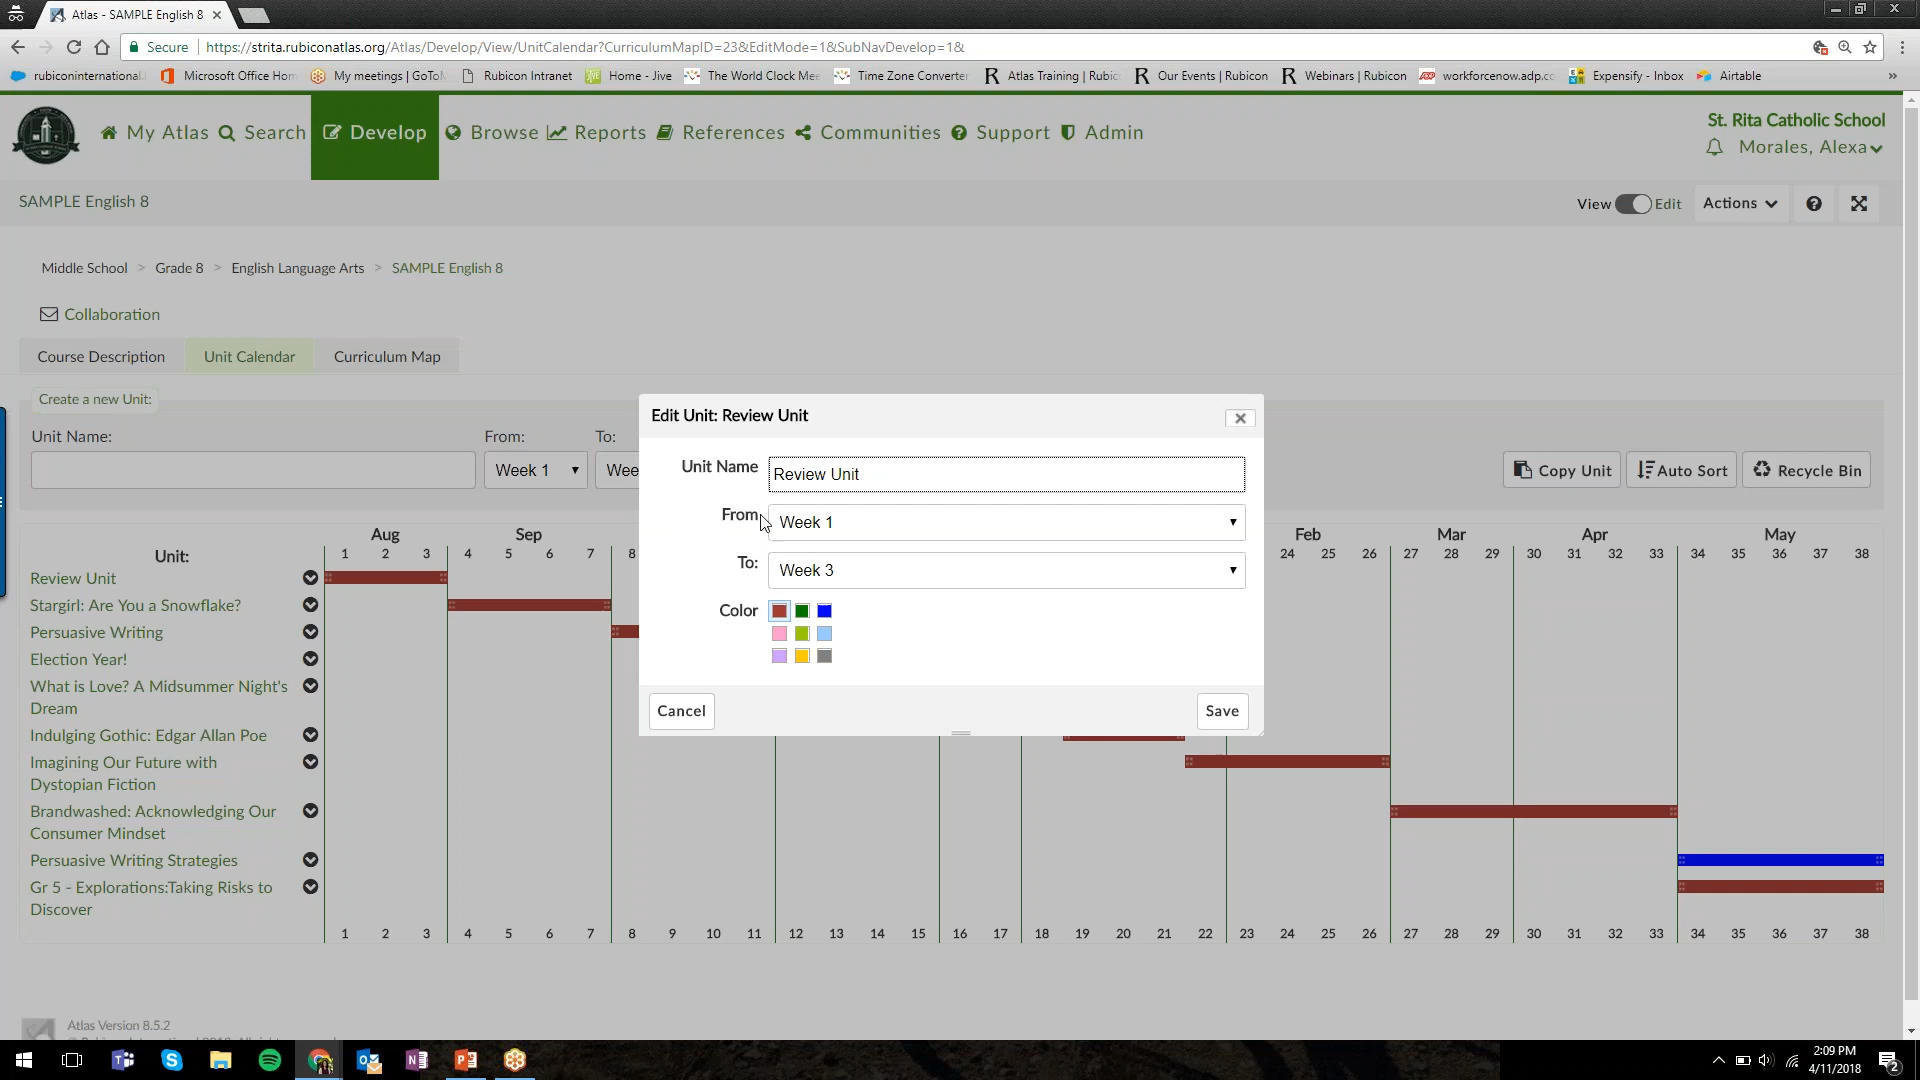 Atlas - SAMPLE English 8
Secure
https://strita.rubiconatlas.org/Atlas/Develop/View/UnitCalendar?CurriculumMapID=23&EditMode=1&SubNavDevelop=1&
rubiconinternational.
Microsoft Office Hom
My meetings | GoTo
Rubicon Intranet
Home - Jive
The World Clock Mee
Time Zone Converter
Atlas Training | Rubic
Our Events | Rubicon
Webinars | Rubicon
workforcenow.adp.co
Expensify - Inbox
Airtable
My Atlas
Search
Develop
Browse
Reports
References
Communities
Support
Admin
St. Rita Catholic School
Morales, Alexa
SAMPLE English 8
View
Edit
Actions
Middle School > Grade 8 > English Language Arts > SAMPLE English 8
Collaboration
Course Description
Unit Calendar
Curriculum Map
Create a new Unit:
Unit Name:
From:
To:
Week 1
Wee
Copy Unit
Auto Sort
Recycle Bin
Edit Unit: Review Unit
Unit Name
Review Unit
From
Week 1
To:
Week 3
Color
Cancel
Save
Aug Sep Feb Mar Apr May
Unit:
1 2 3 4 5 6 7 8 24 25 26 27 28 29 30 31 32 33 34 35 36 37 38
Review Unit
Stargirl: Are You a Snowflake?
Persuasive Writing
Election Year!
What is Love? A Midsummer Night's
Dream
Indulging Gothic: Edgar Allan Poe
Imagining Our Future with
Dystopian Fiction
Brandwashed: Acknowledging Our
Consumer Mindset
Persuasive Writing Strategies
Gr 5 - Explorations:Taking Risks to
Discover
1 2 3 4 5 6 7 8 9 10 11 12 13 14 15 16 17 18 19 20 21 22 23 24 25 26 27 28 29 30 31 32 33 34 35 36 37 38
Atlas Version 8.5.2
2:09 PM
4/11/2018
2